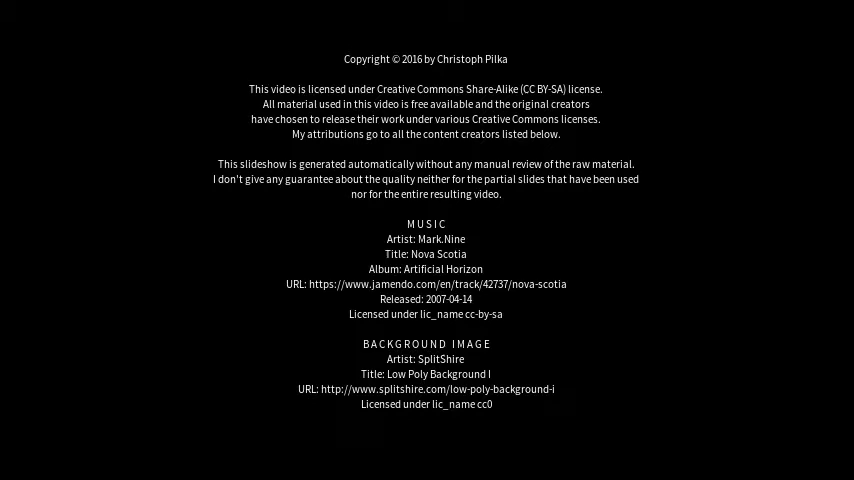 Copyright © 2016 by Christoph Pilka
This video is licensed under Creative Commons Share-Alike (CC BY-SA) license.
All material used in this video is free available and the original creators
have chosen to release their work under various Creative Commons licenses.
My attributions go to all the content creators listed below.
This slideshow is generated automatically without any manual review of the raw material.
I don't give any guarantee about the quality neither for the partial slides that have been used
nor for the entire resulting video.
MUSIC
Artist: Mark.Nine
Title: Nova Scotia
Album: Artificial Horizon
URL: https://www.jamendo.com/en/track/42737/nova-scotia
Released: 2007-04-14
Licensed under lic_name cc-by-sa
BACKGROUND IMAGE
Artist: SplitShire
Title: Low Poly Background I
URL: http://www.splitshire.com/low-poly-background-i
Licensed under lic_name cc0